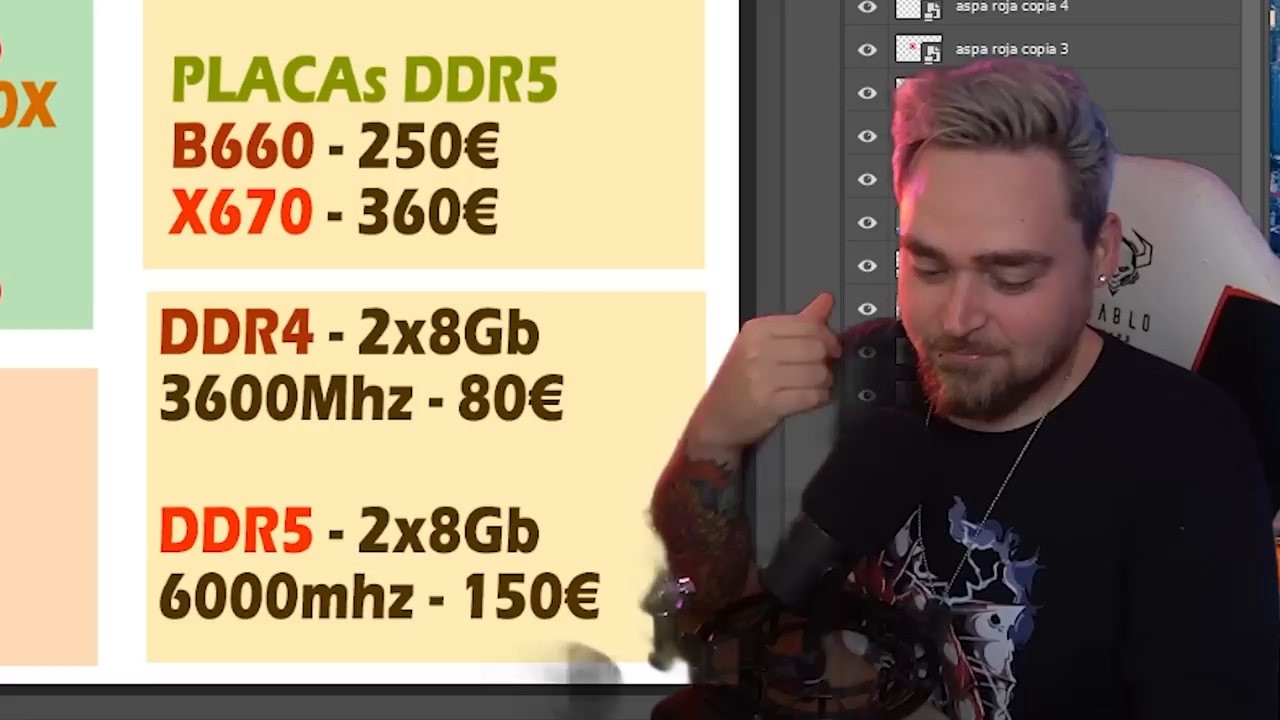 aspa roja copia 4
aspa roja copia 3
0X
PLACAs DDR5
B660 - 250€
X670 - 360€
DDR4 - 2x8Gb
3600Mhz - 80€
DDR5 - 2x8Gb
6000mhz - 150€
ABLO